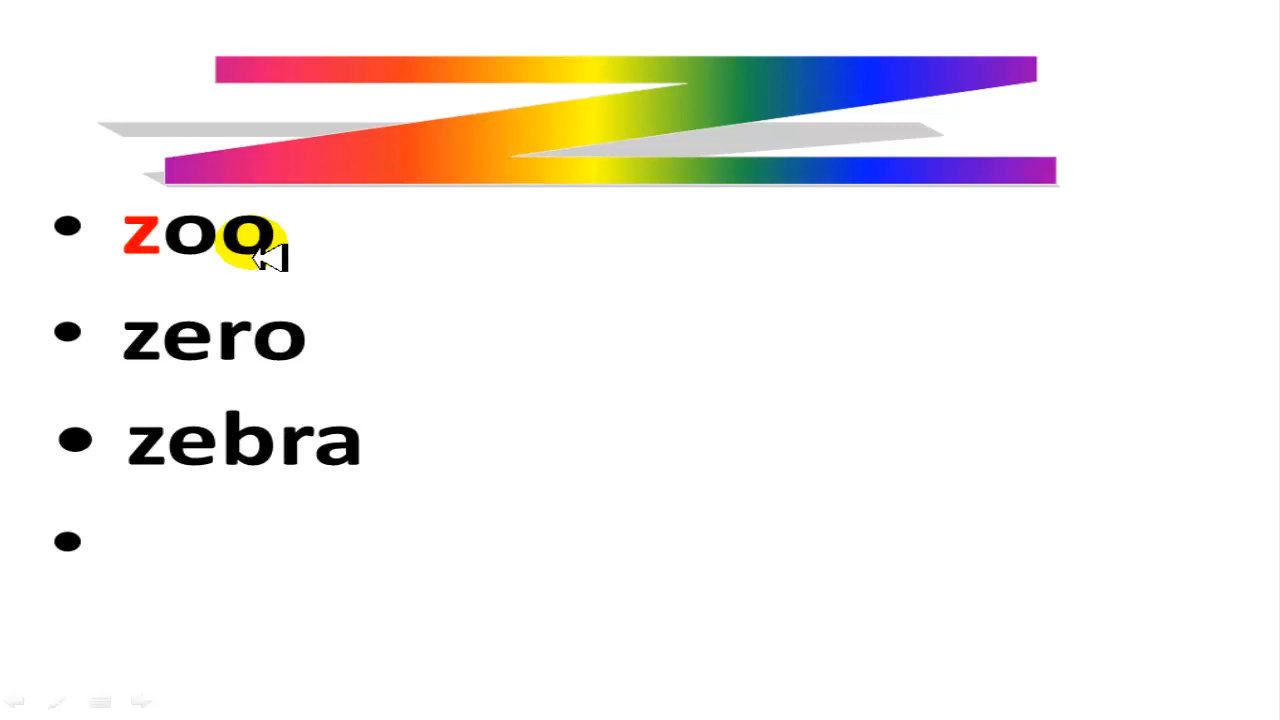 Z
• zoo
• zero
• zebra
•